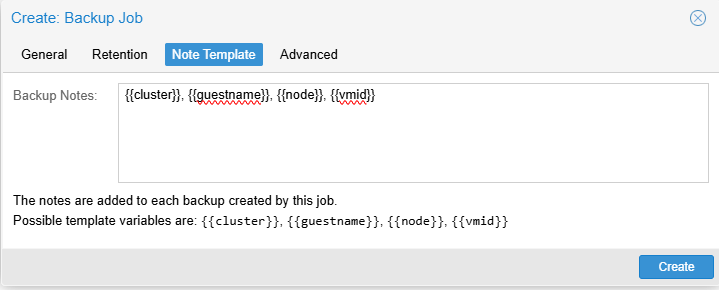 Create: Backup Job
General Retention Note Template Advanced
Backup Notes: {{cluster}}, {{guestname}}, {{node}}, {{vmid}}
The notes are added to each backup created by this job.
Possible template variables are: {{cluster}}, {{guestname}}, {{node}}, {{vmid}}
Create